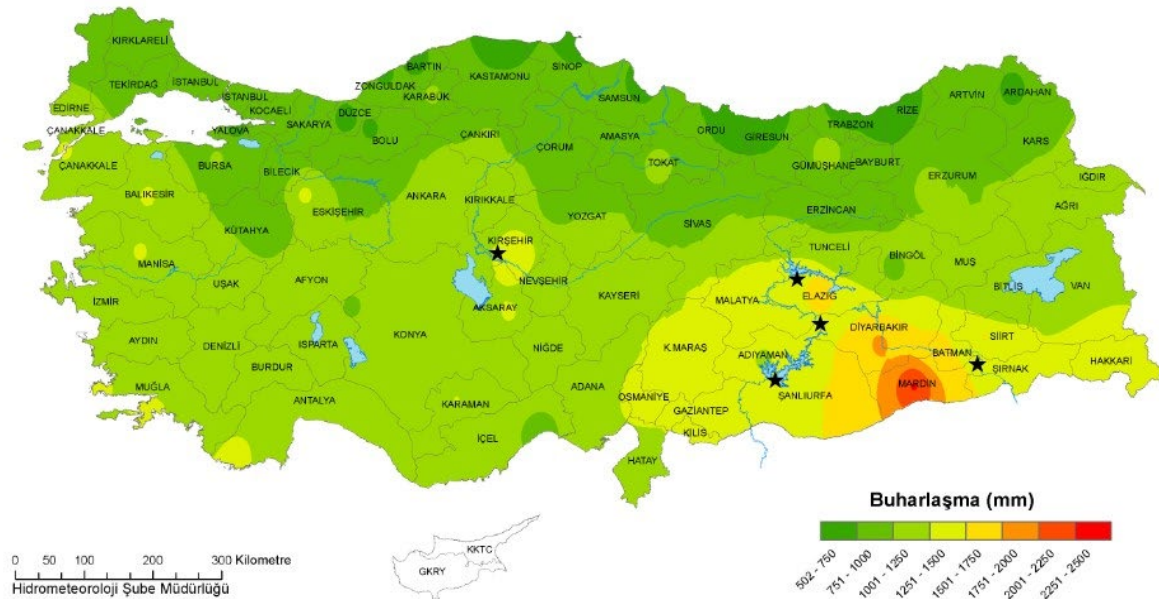 KIRKLARELİ
TEKİRDAĞ
İSTANBUL
İSTANBUL
EDİRNE
ÇANAKKALE
ÇANAKKALE
KOCAELİ
YALOVA
SAKARYA
DÜZCE
ZONGULDAK
BARTIN
KARABÜK
KASTAMONU
SİNOP
SAMSUN
BOLU
ÇANKIRI
ÇORUM
AMASYA
TOKAT
ORDU
GİRESUN
TRABZON
RİZE
ARTVİN
ARDAHAN
KARS
GÜMÜŞHANE
BAYBURT
ERZURUM
IĞDIR
AĞRI
BURSA
BİLECİK
BALIKESİR
ESKİŞEHİR
KÜTAHYA
ANKARA
KIRIKKALE
YOZGAT
SİVAS
ERZİNCAN
TUNCELİ
BİNGÖL
MUŞ
BİTLİS
VAN
KIRŞEHİR
NEVŞEHİR
KAYSERİ
MALATYA
ELAZIĞ
MANİSA
UŞAK
AFYON
AKSARAY
İZMİR
AYDIN
DENİZLİ
ISPARTA
KONYA
NİĞDE
K.MARAŞ
ADIYAMAN
DİYARBAKIR
BATMAN
SİİRT
ŞIRNAK
HAKKARİ
MARDİN
ŞANLIURFA
MUĞLA
BURDUR
ANTALYA
KARAMAN
İÇEL
ADANA
OSMANİYE
GAZİANTEP
KİLİS
HATAY
KKTC
GKRY
Buharlaşma (mm)
502 - 750
751 - 1000
1001 - 1250
1251 - 1500
1501 - 1750
1751 - 2000
2001 - 2250
2251 - 2500
0 50 100 200 300 Kilometre
Hidrometeoroloji Şube Müdürlüğü